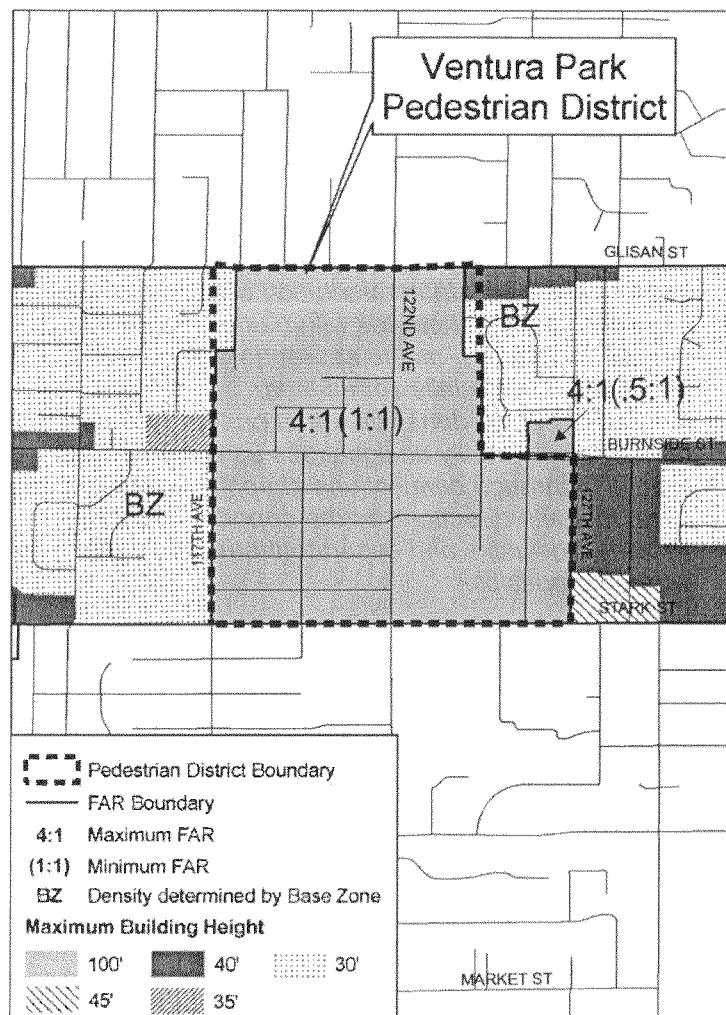 Ventura Park
Pedestrian District
GLISAN ST
122ND AVE
BZ
4:1(.5:1)
4:1(1:1)
BURNSIDE ST
BZ
117TH AVE
127TH AVE
STARK ST
Pedestrian District Boundary
FAR Boundary
4:1 Maximum FAR
(1:1) Minimum FAR
BZ Density determined by Base Zone
Maximum Building Height
100' 40' 30'
45' 35'
MARKET ST